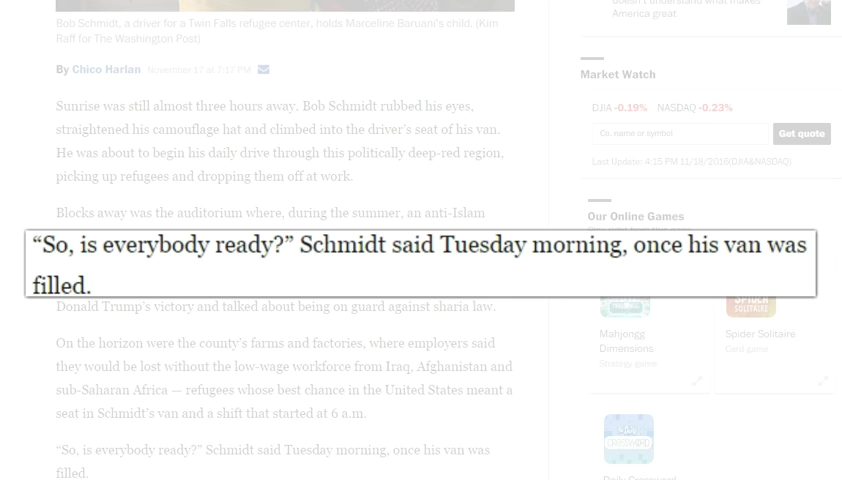 doesn't understand what makes
America great
Bob Schmidt, a driver for a Twin Falls refugee center, holds Marceline Baruani's child. (Kim
Raff for The Washington Post)
By Chico Harlan November 17 at 7:17 PM
Sunrise was still almost three hours away. Bob Schmidt rubbed his eyes,
straightened his camouflage hat and climbed into the driver's seat of his van.
He was about to begin his daily drive through this politically deep-red region,
picking up refugees and dropping them off at work.
Blocks away was the auditorium where, during the summer, an anti-Islam
“So, is everybody ready?” Schmidt said Tuesday morning, once his van was
filled.
Donald Trump's victory and talked about being on guard against sharia law.
On the horizon were the county's farms and factories, where employers said
they would be lost without the low-wage workforce from Iraq, Afghanistan and
sub-Saharan Africa — refugees whose best chance in the United States meant a
seat in Schmidt's van and a shift that started at 6 a.m.
“So, is everybody ready?” Schmidt said Tuesday morning, once his van was
filled.
Market Watch
DJIA -0.19% NASDAQ -0.23%
Co. name or symbol
Get quote
Last Update: 4:15 PM 11/18/2016(DJIA&NASDAQ)
Our Online Games
SPIDER
SOLITAIRE
Mahjongg
Dimensions
Strategy game
Spider Solitaire
Card game
CROSSWORD
Daily Crossword